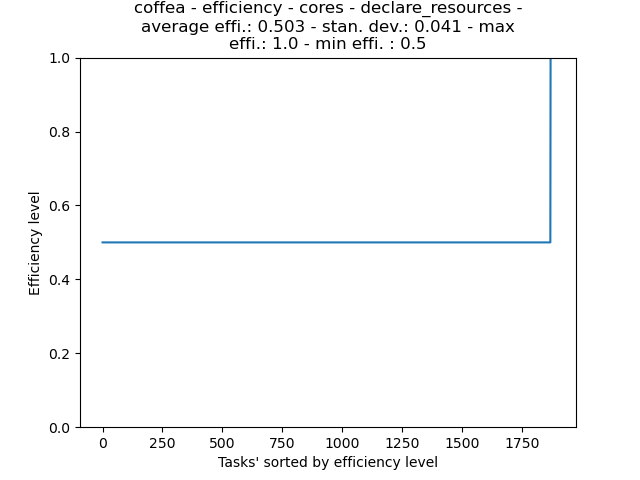 coffea - efficiency - cores - declare_resources -
average effi.: 0.503 - stan. dev.: 0.041 - max
effi.: 1.0 - min effi. : 0.5
1.0
0.8
0.6
0.4
0.2
0.0
Efficiency level
0 250 500 750 1000 1250 1500 1750
Tasks' sorted by efficiency level